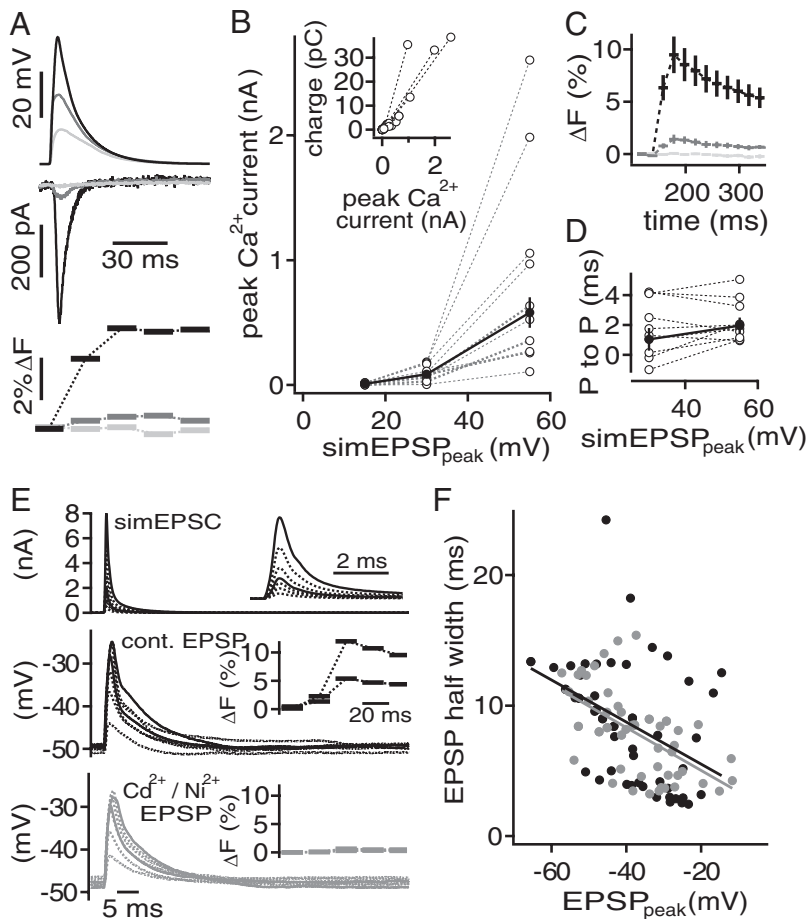 A
20 mV
200 pA
30 ms
2%ΔF
B
peak Ca2+current (nA)
2
1
0
0 20 40 60
simEPSPpeak (mV)
charge (pC)
30
20
10
0
0 2
peak Ca2+
current (nA)
C
ΔF (%)
10
5
0
200 300
time (ms)
D
P to P (ms)
4
2
0
40 60
simEPSPpeak(mV)
E
simEPSC
(nA)
8
6
4
2
0
2 ms
cont. EPSP
(mV)
-30
-40
-50
ΔF (%)
10
5
0
20 ms
Cd2+ / Ni2+
EPSP
(mV)
-30
-40
-50
ΔF (%)
10
5
0
5 ms
F
EPSP half width (ms)
20
10
0
-60 -40 -20
EPSPpeak(mV)